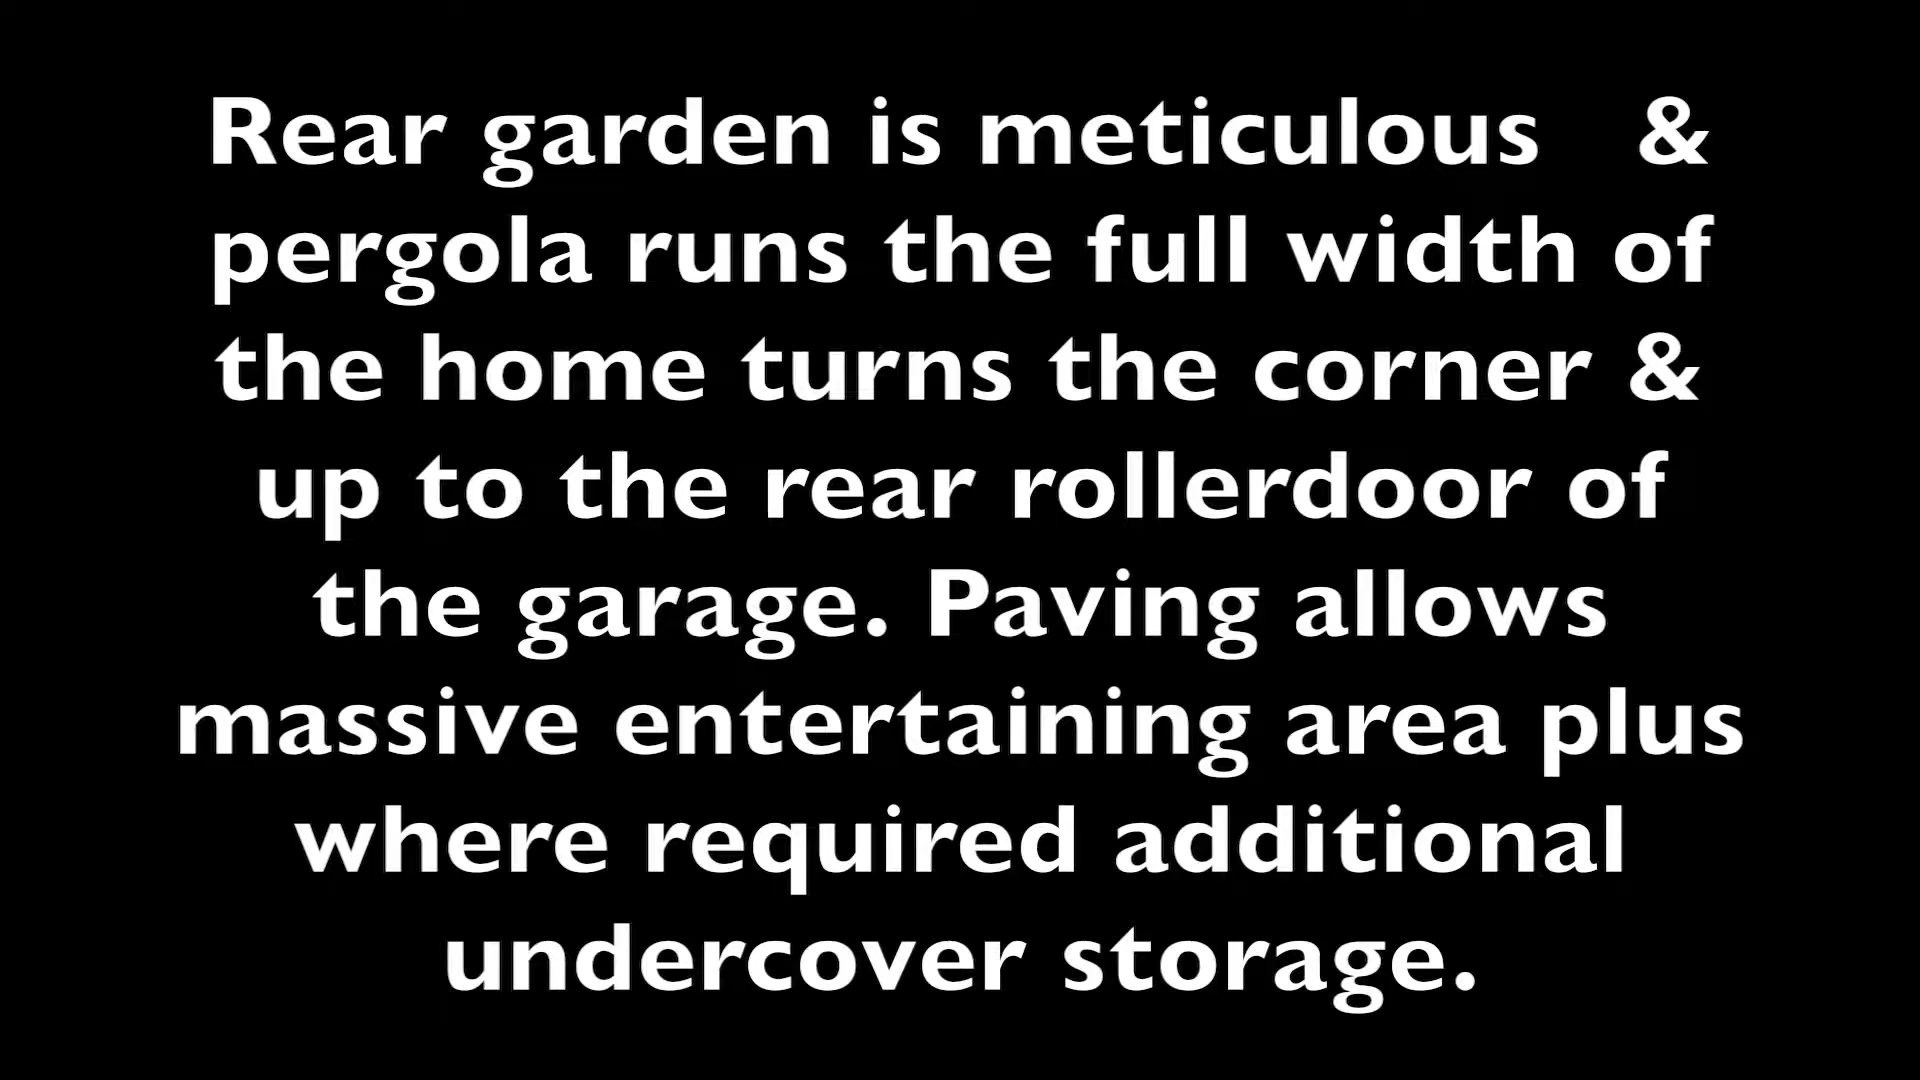 Rear garden is meticulous & 
pergola runs the full width of
the home turns the corner &
up to the rear rollerdoor of
the garage. Paving allows
massive entertaining area plus
where required additional
undercover storage.